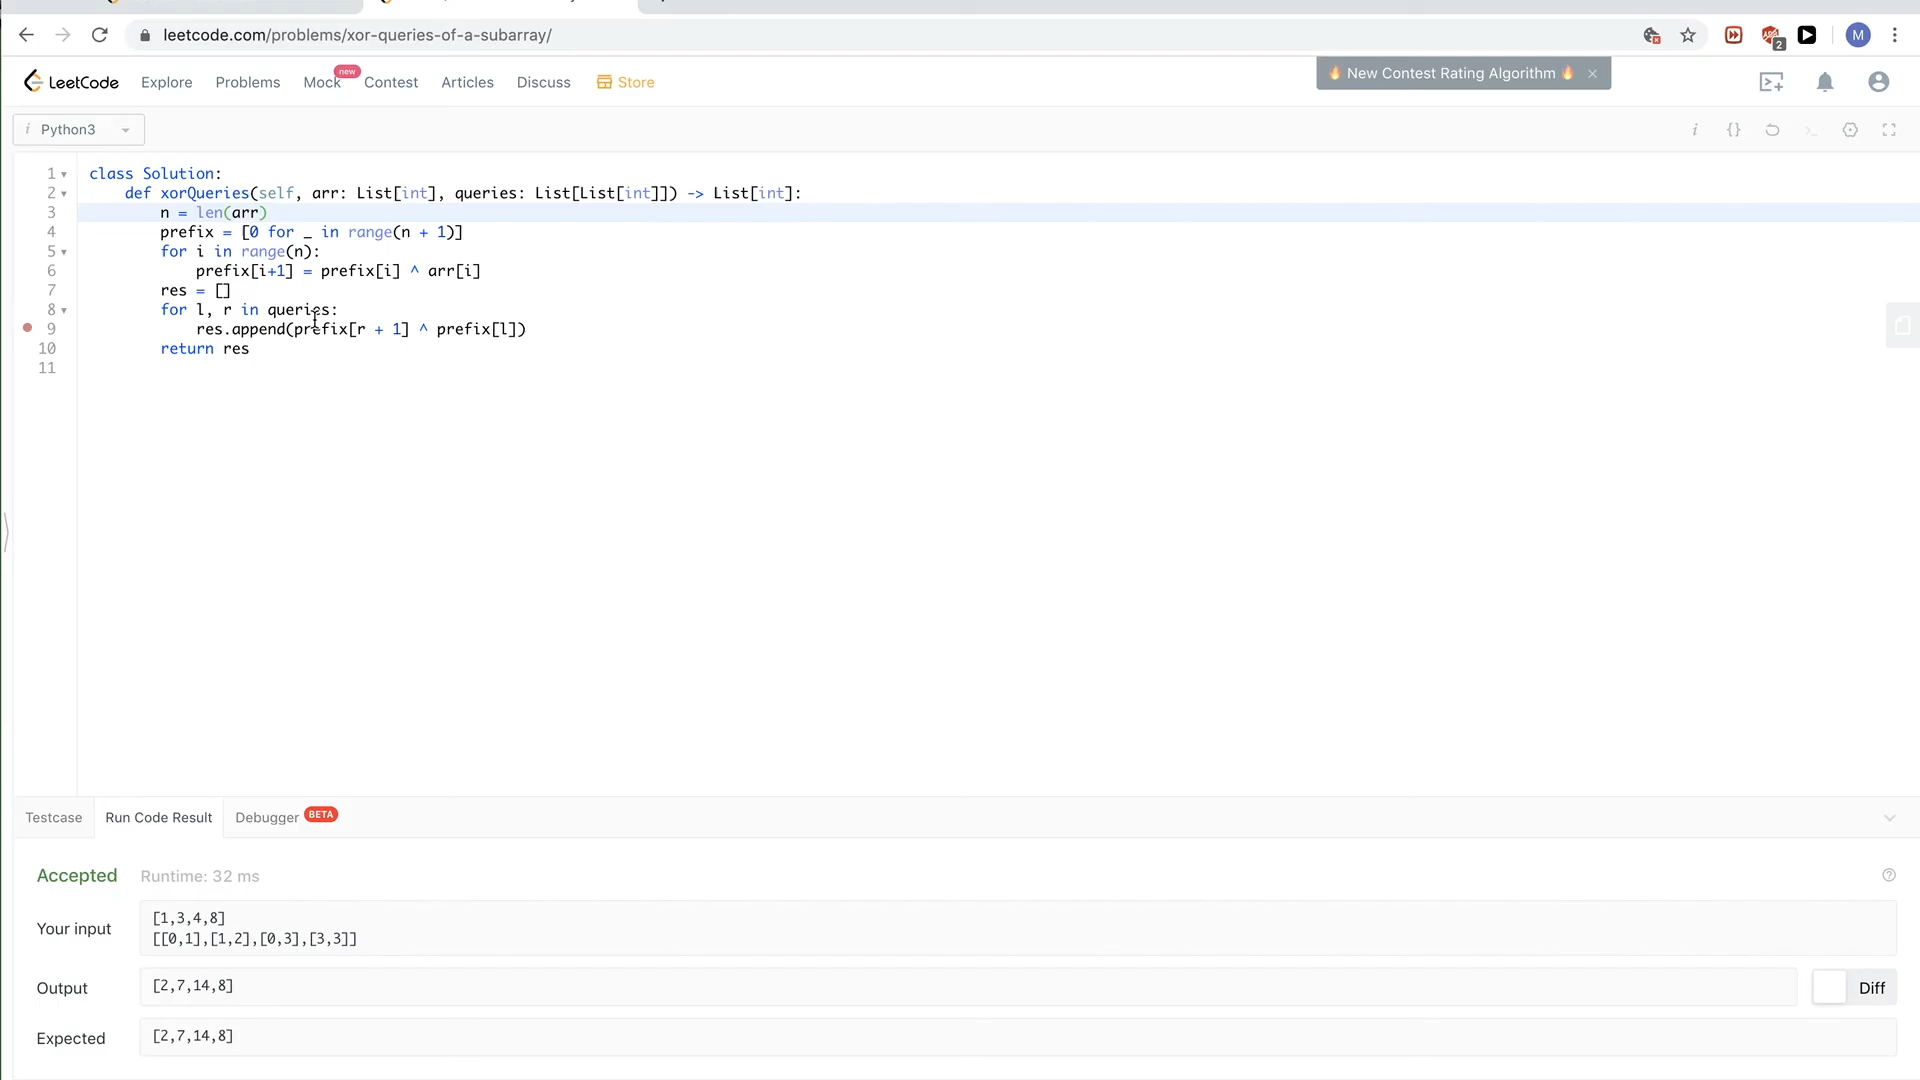 leetcode.com/problems/xor-queries-of-a-subarray/
2
M
LeetCode Explore Problems Mock new Contest Articles Discuss Store
🔥 New Contest Rating Algorithm 🔥 ×
i Python3
i {}
1 class Solution:
2 def xorQueries(self, arr: List[int], queries: List[List[int]]) -> List[int]:
3 n = len(arr)
4 prefix = [0 for _ in range(n + 1)]
5 for i in range(n):
6 prefix[i+1] = prefix[i] ^ arr[i]
7 res = []
8 for l, r in queries:
9 res.append(prefix[r + 1] ^ prefix[l])
10 return res
11
Testcase Run Code Result Debugger BETA
Accepted Runtime: 32 ms
Your input
[1,3,4,8]
[[0,1],[1,2],[0,3],[3,3]]
Output [2,7,14,8] Diff
Expected [2,7,14,8]